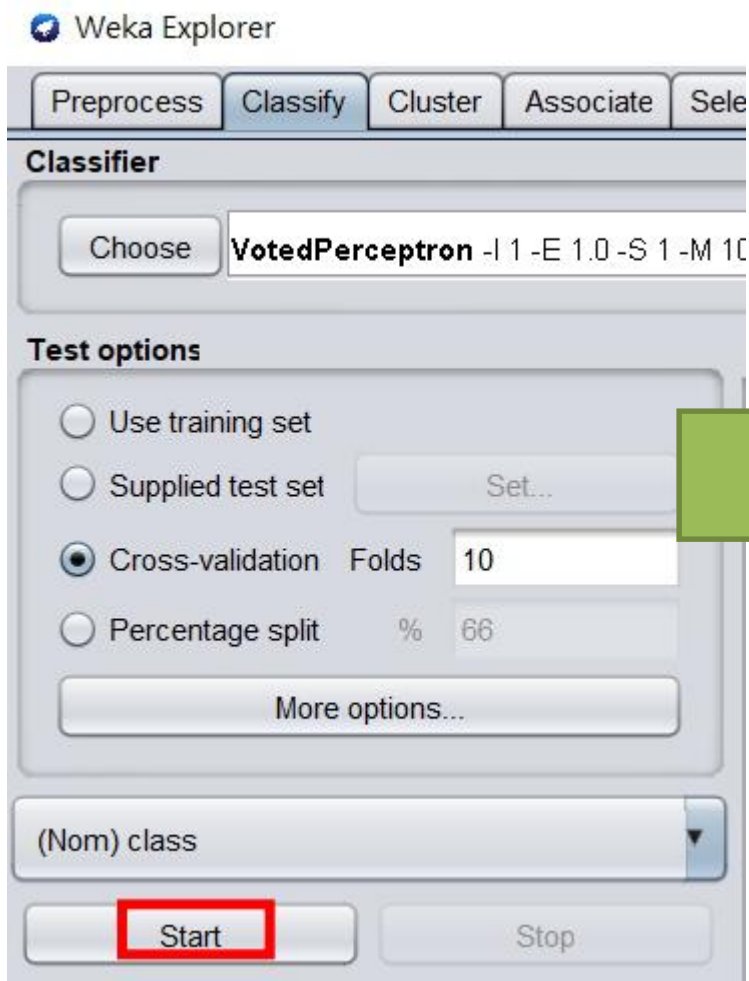 Weka Explorer
Preprocess Classify Cluster Associate Sele
Classifier
Choose VotedPerceptron -I 1 -E 1.0 -S 1 -M 10
Test options
Use training set
Supplied test set Set...
Cross-validation Folds 10
Percentage split % 66
More options...
(Nom) class
Start Stop